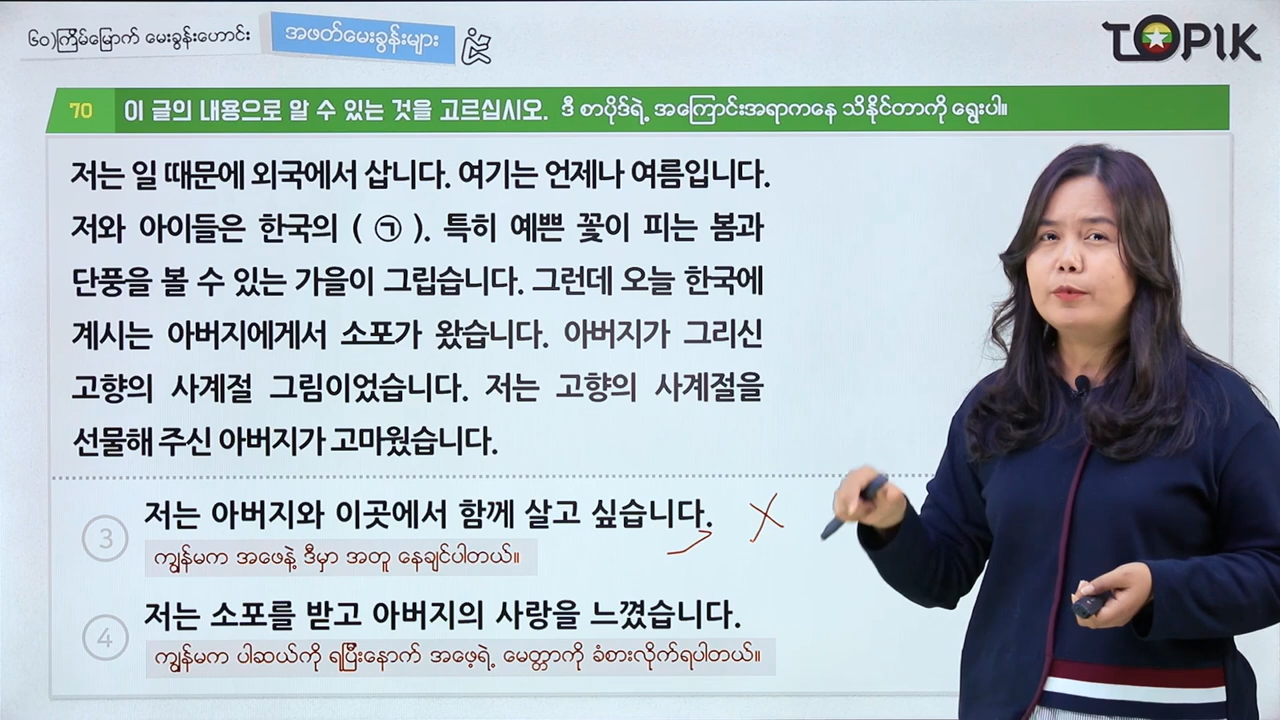 ၆၀)ကြိမ်မြောက် မေးခွန်းဟောင်း
အဖတ်မေးခွန်းများ
TOPIK
70 이 글의 내용으로 알 수 있는 것을 고르십시오. ဒီ စာပိုဒ်ရဲ့ အကြောင်းအရာကနေ သိနိုင်တာကို ရွေးပါ။
저는 일 때문에 외국에서 삽니다. 여기는 언제나 여름입니다.
저와 아이들은 한국의 ( ㉠ ). 특히 예쁜 꽃이 피는 봄과
단풍을 볼 수 있는 가을이 그립습니다. 그런데 오늘 한국에
계시는 아버지에게서 소포가 왔습니다. 아버지가 그리신
고향의 사계절 그림이었습니다. 저는 고향의 사계절을
선물해 주신 아버지가 고마웠습니다.
3 저는 아버지와 이곳에서 함께 살고 싶습니다.
ကျွန်မက အဖေနဲ့ ဒီမှာ အတူ နေချင်ပါတယ်။
4 저는 소포를 받고 아버지의 사랑을 느꼈습니다.
ကျွန်မက ပါဆယ်ကို ရပြီးနောက် အဖေ့ရဲ့ မေတ္တာကို ခံစားလိုက်ရပါတယ်။